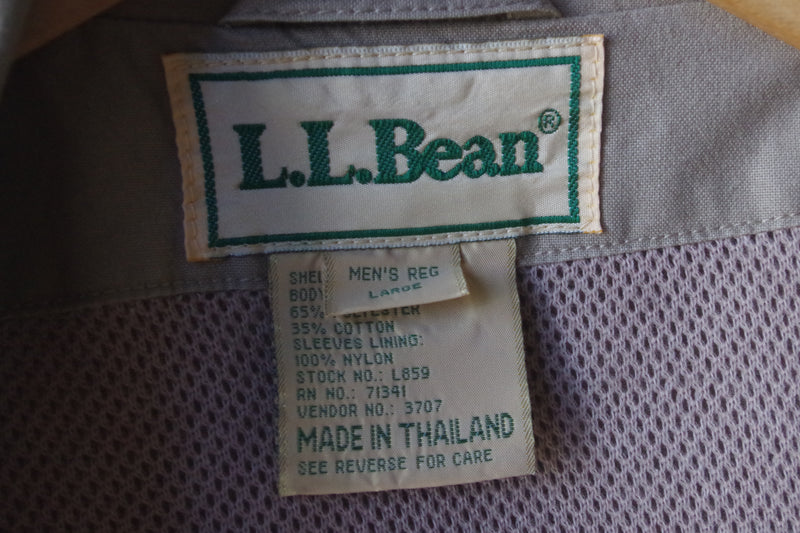 L.L.Bean®
MEN'S REG
LARGE
65%
35% COTTON
SLEEVES LINING:
100% NYLON
STOCK NO.: L859
RN NO.: 71341
VENDOR NO.: 3707
MADE IN THAILAND
SEE REVERSE FOR CARE